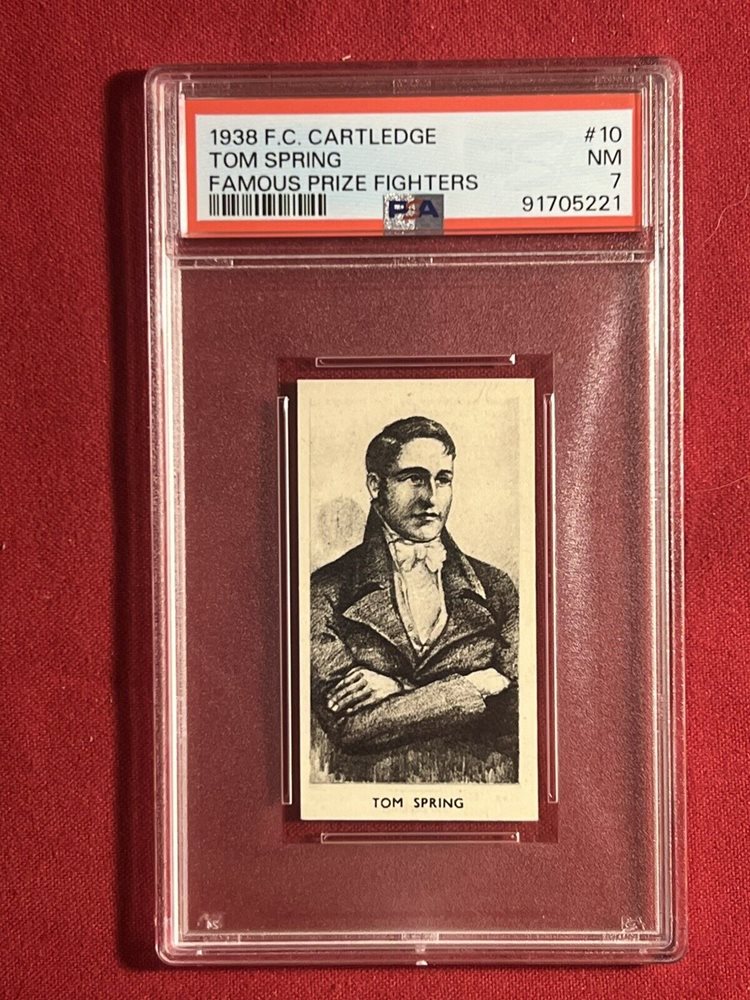 1938 F.C. CARTLEDGE #10
TOM SPRING NM
FAMOUS PRIZE FIGHTERS 7
PSA 91705221
TOM SPRING